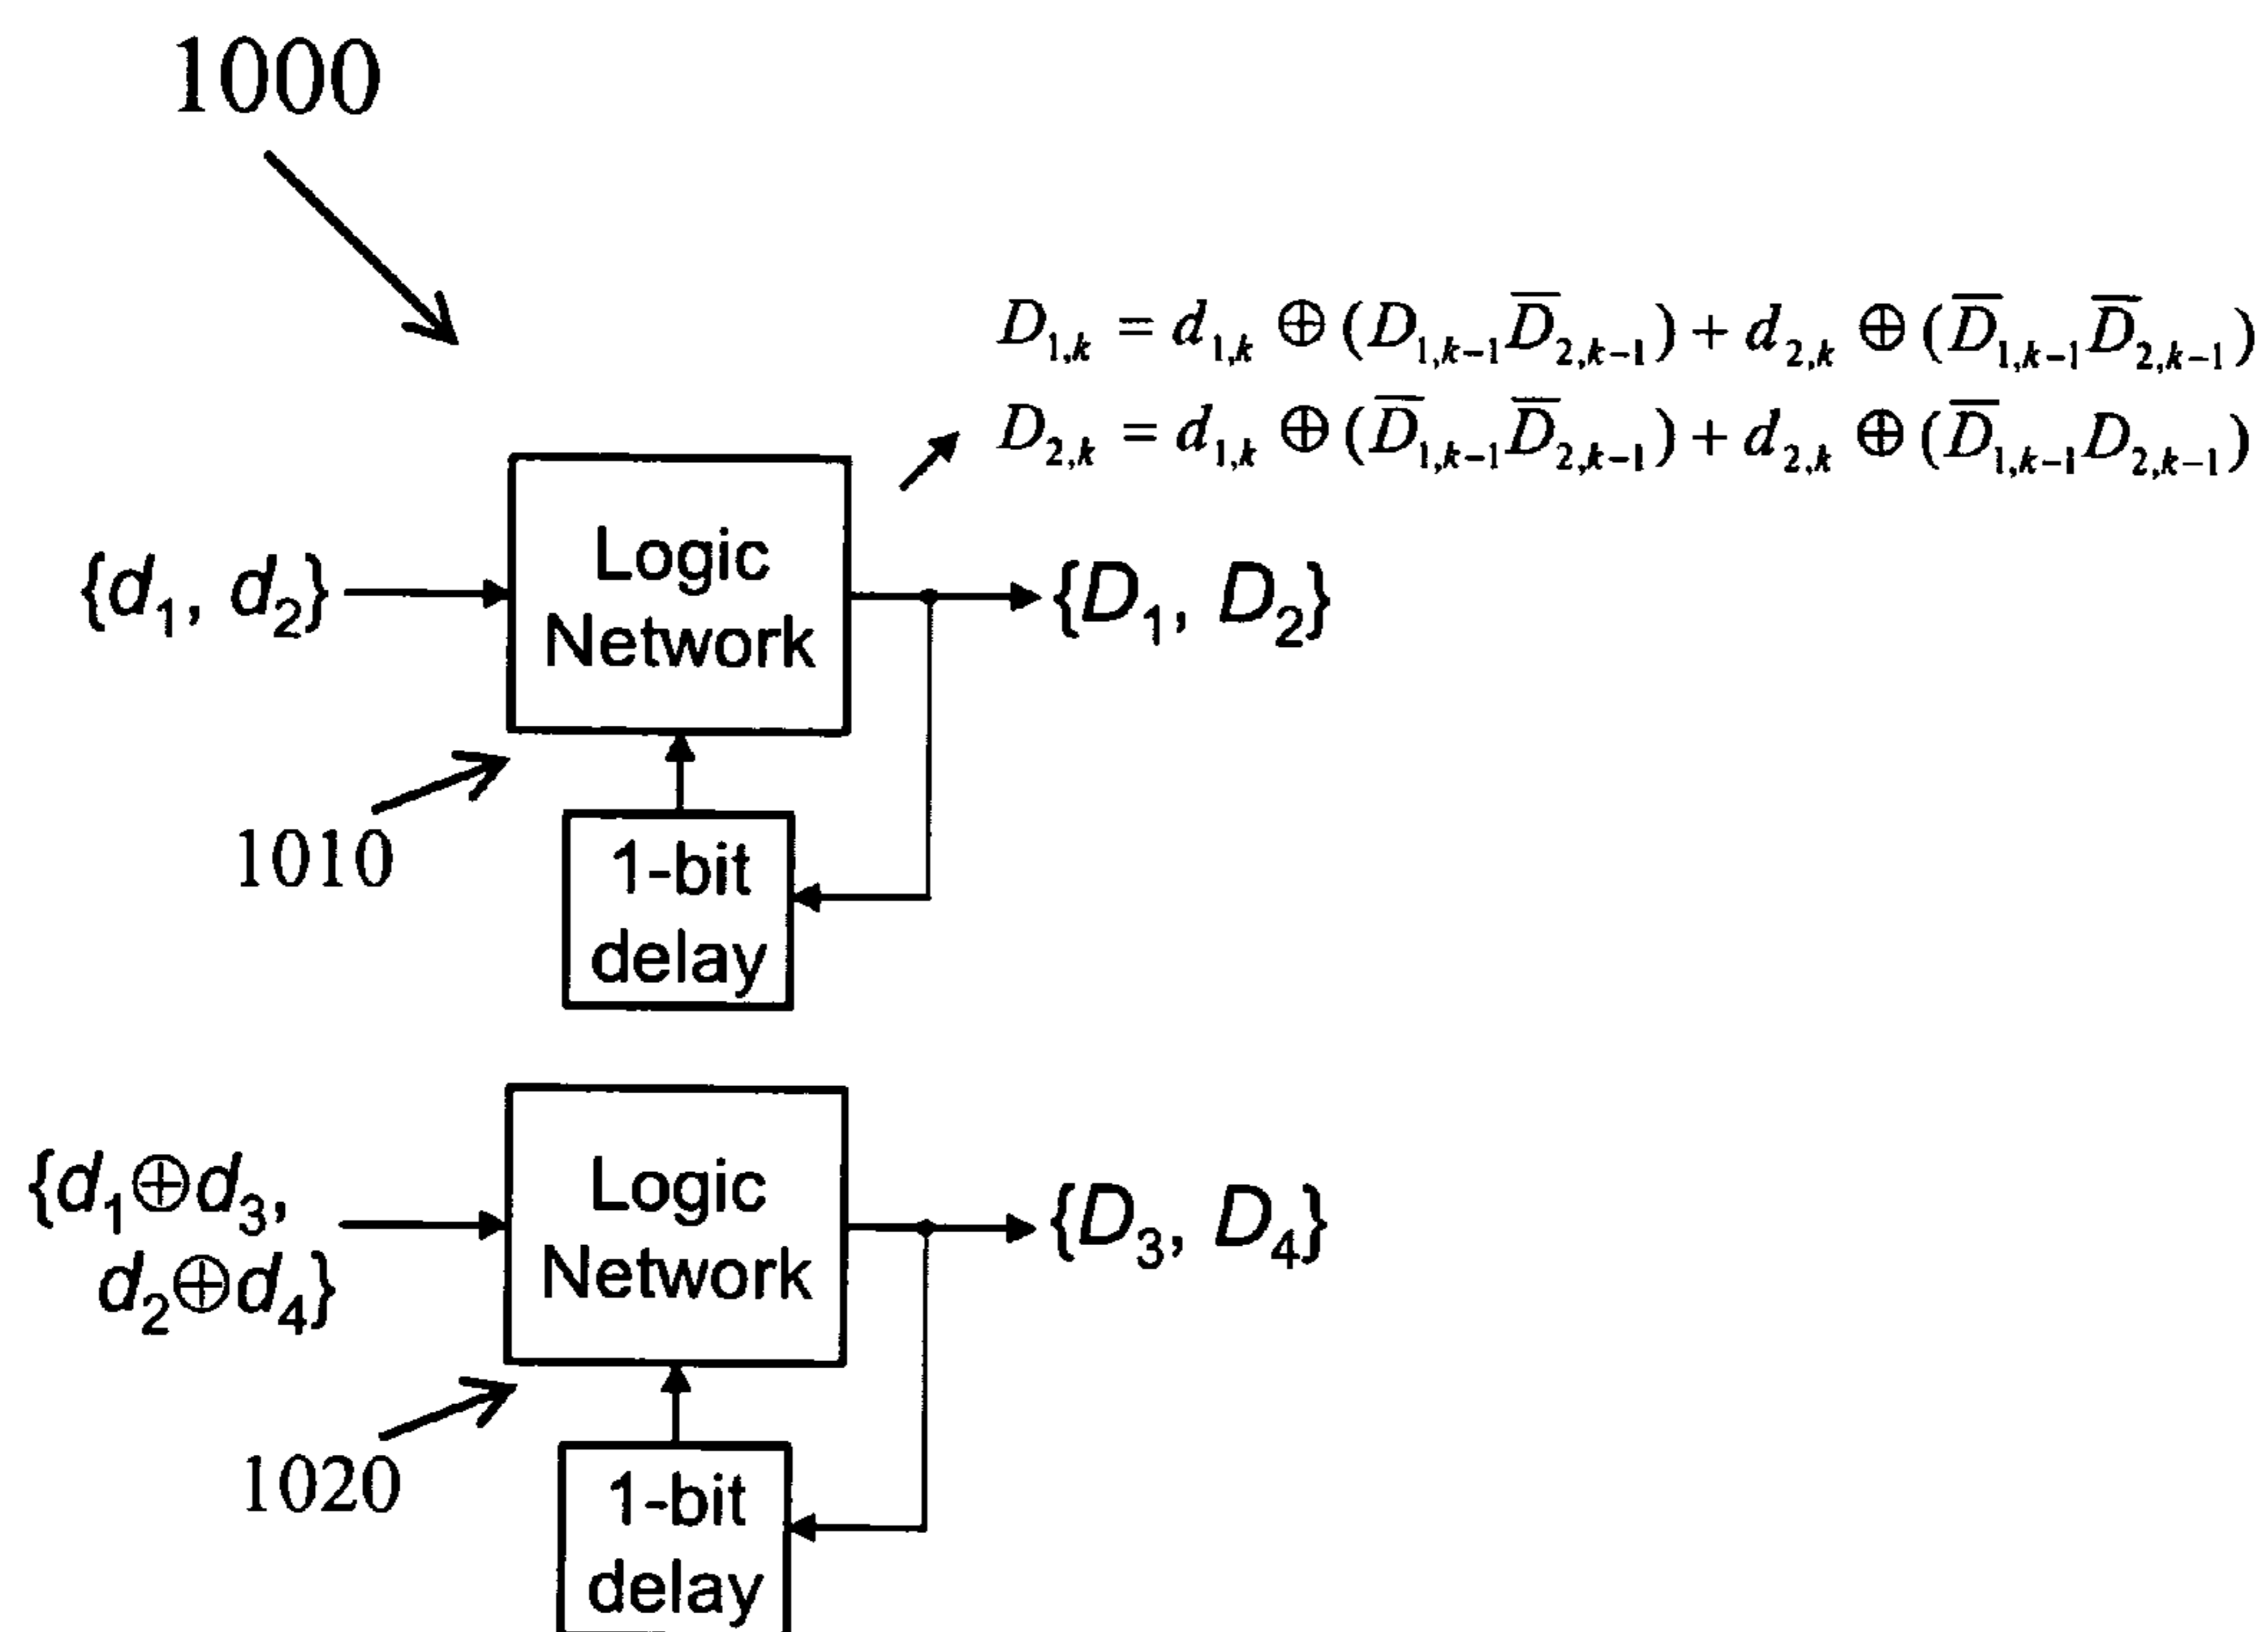 1000
D̅₁,ₖ = d₁,ₖ ⊕ (D₁,ₖ₋₁D̅₂,ₖ₋₁) + d₂,ₖ ⊕ (D̅₁,ₖ₋₁D̅₂,ₖ₋₁)
D₂,ₖ = d₁,ₖ ⊕ (D̅₁,ₖ₋₁D̅₂,ₖ₋₁) + d₂,ₖ ⊕ (D̅₁,ₖ₋₁D₂,ₖ₋₁)
{d₁, d₂}
Logic
Network
{D₁, D₂}
1010
1-bit
delay
{d₁⊕d₃,
d₂⊕d₄}
Logic
Network
{D₃, D₄}
1020
1-bit
delay